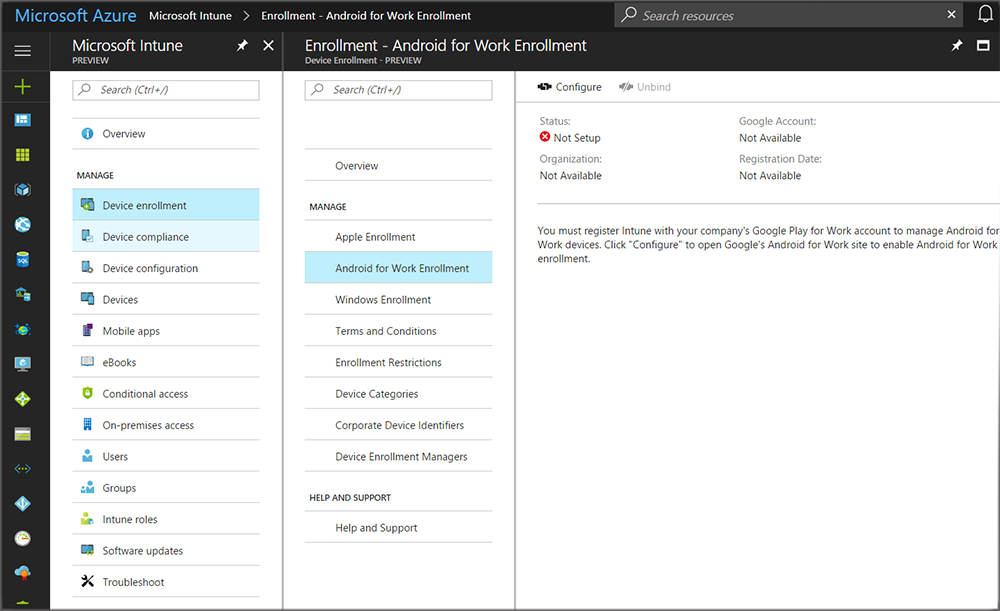 Microsoft Azure Microsoft Intune > Enrollment - Android for Work Enrollment
Search resources
Microsoft Intune
PREVIEW
Search (Ctrl+/)
Overview
MANAGE
Device enrollment
Device compliance
Device configuration
Devices
Mobile apps
eBooks
Conditional access
On-premises access
Users
Groups
Intune roles
Software updates
Troubleshoot
Enrollment - Android for Work Enrollment
Device Enrollment - PREVIEW
Search (Ctrl+/)
Overview
MANAGE
Apple Enrollment
Android for Work Enrollment
Windows Enrollment
Terms and Conditions
Enrollment Restrictions
Device Categories
Corporate Device Identifiers
Device Enrollment Managers
HELP AND SUPPORT
Help and Support
Configure
Unbind
Status:
Not Setup
Google Account:
Not Available
Organization:
Not Available
Registration Date:
Not Available
You must register Intune with your company's Google Play for Work account to manage Android for
Work devices. Click "Configure" to open Google's Android for Work site to enable Android for Work
enrollment.
SQL